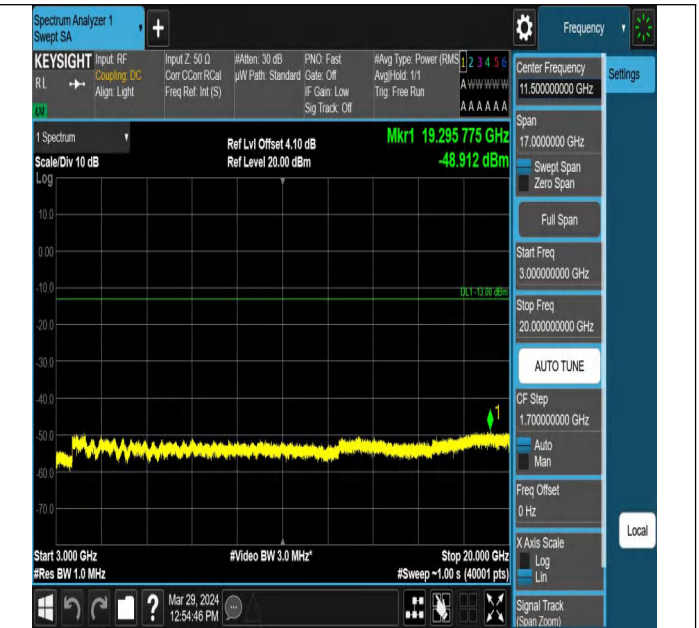 Spectrum Analyzer 1
Swept SA
+
Frequency
KEYSIGHT
RL
Input: RF
Coupling: DC
Align: Light
Input Z: 50 Ω
Corr CCorr RCal
Freq Ref: Int (S)
#Atten: 30 dB
µW Path: Standard
PNO: Fast
Gate: Off
IF Gain: Low
Sig Track: Off
#Avg Type: Power (RMS
Avg|Hold: 1/1
Trig: Free Run
1 2 3 4 5 6
A W W W W W
A A A A A A
1 Spectrum
Scale/Div 10 dB
Log
Ref Lvl Offset 4.10 dB
Ref Level 20.00 dBm
Mkr1 19.295 775 GHz
-48.912 dBm
10.0
0.00
-10.0
-20.0
-30.0
-40.0
-50.0
-60.0
-70.0
DL1 -13.00 dBm
1
Start 3.000 GHz
#Res BW 1.0 MHz
#Video BW 3.0 MHz*
Stop 20.000 GHz
#Sweep ~1.00 s (40001 pts)
Mar 29, 2024
12:54:46 PM
?
Center Frequency
11.500000000 GHz
Settings
Span
17.0000000 GHz
Swept Span
Zero Span
Full Span
Start Freq
3.000000000 GHz
Stop Freq
20.000000000 GHz
AUTO TUNE
CF Step
1.700000000 GHz
Auto
Man
Freq Offset
0 Hz
X Axis Scale
Log
Lin
Local
Signal Track
(Span Zoom)